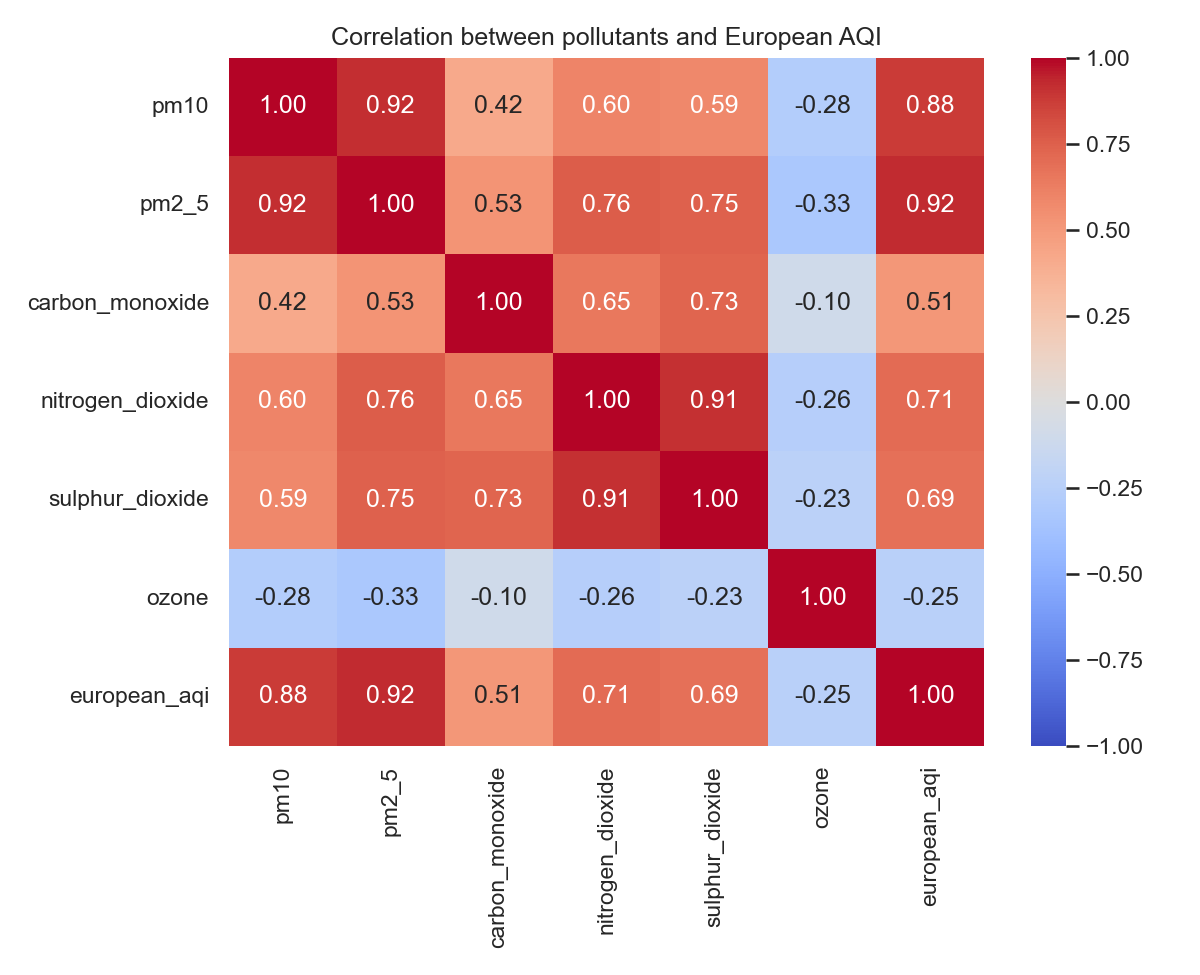 Correlation between pollutants and European AQI
pm10 1.00 0.92 0.42 0.60 0.59 -0.28 0.88
pm2_5 0.92 1.00 0.53 0.76 0.75 -0.33 0.92
carbon_monoxide 0.42 0.53 1.00 0.65 0.73 -0.10 0.51
nitrogen_dioxide 0.60 0.76 0.65 1.00 0.91 -0.26 0.71
sulphur_dioxide 0.59 0.75 0.73 0.91 1.00 -0.23 0.69
ozone -0.28 -0.33 -0.10 -0.26 -0.23 1.00 -0.25
european_aqi 0.88 0.92 0.51 0.71 0.69 -0.25 1.00
pm10 pm2_5 carbon_monoxide nitrogen_dioxide sulphur_dioxide ozone european_aqi
1.00
0.75
0.50
0.25
0.00
−0.25
−0.50
−0.75
−1.00